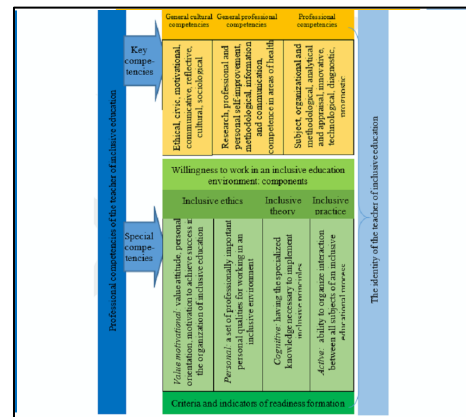 Professional competencies of the teacher of inclusive education
Key
compe-
tencies
General cultural
competencies
General professional
competencies
Professional
competencies
Ethical, civic, motivational,
communicative, reflective,
cultural, sociological
Research, professional and
personal self-improvement,
methodological, information
and communication,
competence in areas of health
Subject, organizational and
methodological, analytical
and appraisal, innovative,
technological, diagnostic,
prognostic
Special
compe-
tencies
Willingness to work in an inclusive education
environment: components
Inclusive ethics
Inclusive
theory
Inclusive
practice
Value motivational: value attitude, personal
orientation, motivation to achieve success in
the organization of inclusive education
Personal: a set of professionally important
personal qualities for working in an
inclusive environment
Cognitive: having the specialized
knowledge necessary to implement
inclusive principles
Active: ability to organize interaction
between all subjects of an inclusive
educational process
Criteria and indicators of readiness formation
The identity of the teacher of inclusive education